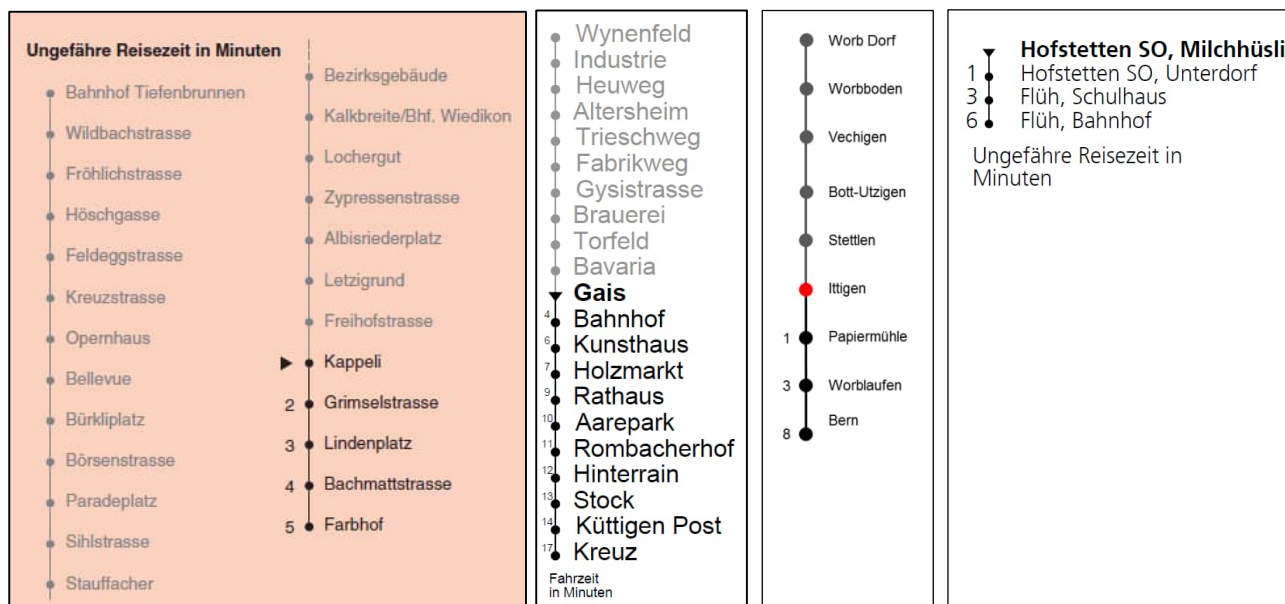 Ungefähre Reisezeit in Minuten
Bahnhof Tiefenbrunnen
Wildbachstrasse
Fröhlichstrasse
Höschgasse
Feldeggstrasse
Kreuzstrasse
Opernhaus
Bellevue
Bürkliplatz
Börsenstrasse
Paradeplatz
Sihlstrasse
Stauffacher
Bezirksgebäude
Kalkbreite/Bhf. Wiedikon
Lochergut
Zypressenstrasse
Albisriederplatz
Letzigrund
Freihofstrasse
Kappeli
2 Grimselstrasse
3 Lindenplatz
4 Bachmattstrasse
5 Farbhof
Wynenfeld
Industrie
Heuweg
Altersheim
Trieschweg
Fabrikweg
Gysistrasse
Brauerei
Torfeld
Bavaria
Gais
4 Bahnhof
6 Kunsthaus
7 Holzmarkt
9 Rathaus
10 Aarepark
11 Rombacherhof
12 Hinterrain
13 Stock
14 Küttigen Post
17 Kreuz
Fahrzeit
in Minuten
Worb Dorf
Worbboden
Vechigen
Bott-Utzigen
Stettlen
Ittigen
1 Papiermühle
3 Worblaufen
8 Bern
Hofstetten SO, Milchhüsli
1 Hofstetten SO, Unterdorf
3 Flüh, Schulhaus
6 Flüh, Bahnhof
Ungefähre Reisezeit in
Minuten